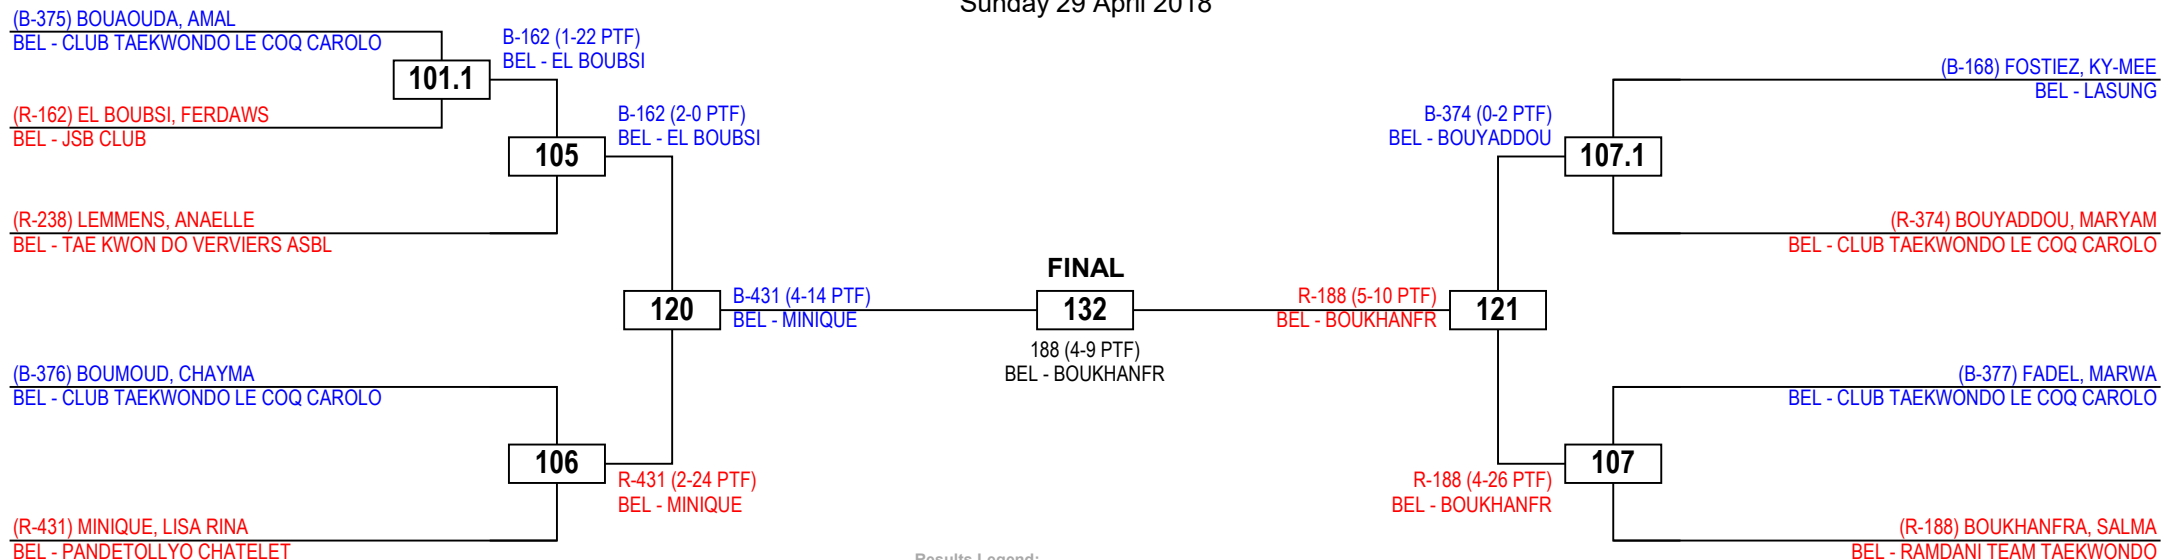 Sunday 29 April 2018
(B-375) BOUAOUDA, AMAL
BEL - CLUB TAEKWONDO LE COQ CAROLO
B-162 (1-22 PTF)
BEL - EL BOUBSI
101.1
(R-162) EL BOUBSI, FERDAWS
BEL - JSB CLUB
B-162 (2-0 PTF)
BEL - EL BOUBSI
105
(R-238) LEMMENS, ANAELLE
BEL - TAE KWON DO VERVIERS ASBL
120
B-431 (4-14 PTF)
BEL - MINIQUE
(B-376) BOUMOUD, CHAYMA
BEL - CLUB TAEKWONDO LE COQ CAROLO
106
R-431 (2-24 PTF)
BEL - MINIQUE
(R-431) MINIQUE, LISA RINA
BEL - PANDETOLLYO CHATELET
FINAL
132
188 (4-9 PTF)
BEL - BOUKHANFR
Results Legend:
(B-168) FOSTIEZ, KY-MEE
BEL - LASUNG
B-374 (0-2 PTF)
BEL - BOUYADDOU
107.1
(R-374) BOUYADDOU, MARYAM
BEL - CLUB TAEKWONDO LE COQ CAROLO
R-188 (5-10 PTF)
BEL - BOUKHANFR
121
(B-377) FADEL, MARWA
BEL - CLUB TAEKWONDO LE COQ CAROLO
107
R-188 (4-26 PTF)
BEL - BOUKHANFR
(R-188) BOUKHANFRA, SALMA
BEL - RAMDANI TEAM TAEKWONDO